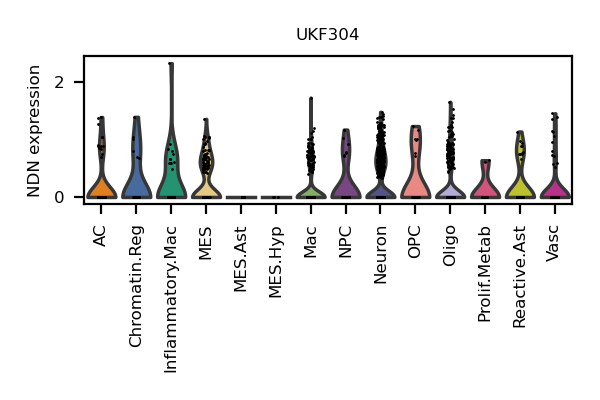 UKF304
NDN expression
2
0
AC
Chromatin.Reg
Inflammatory.Mac
MES
MES.Ast
MES.Hyp
Mac
NPC
Neuron
OPC
Oligo
Prolif.Metab
Reactive.Ast
Vasc